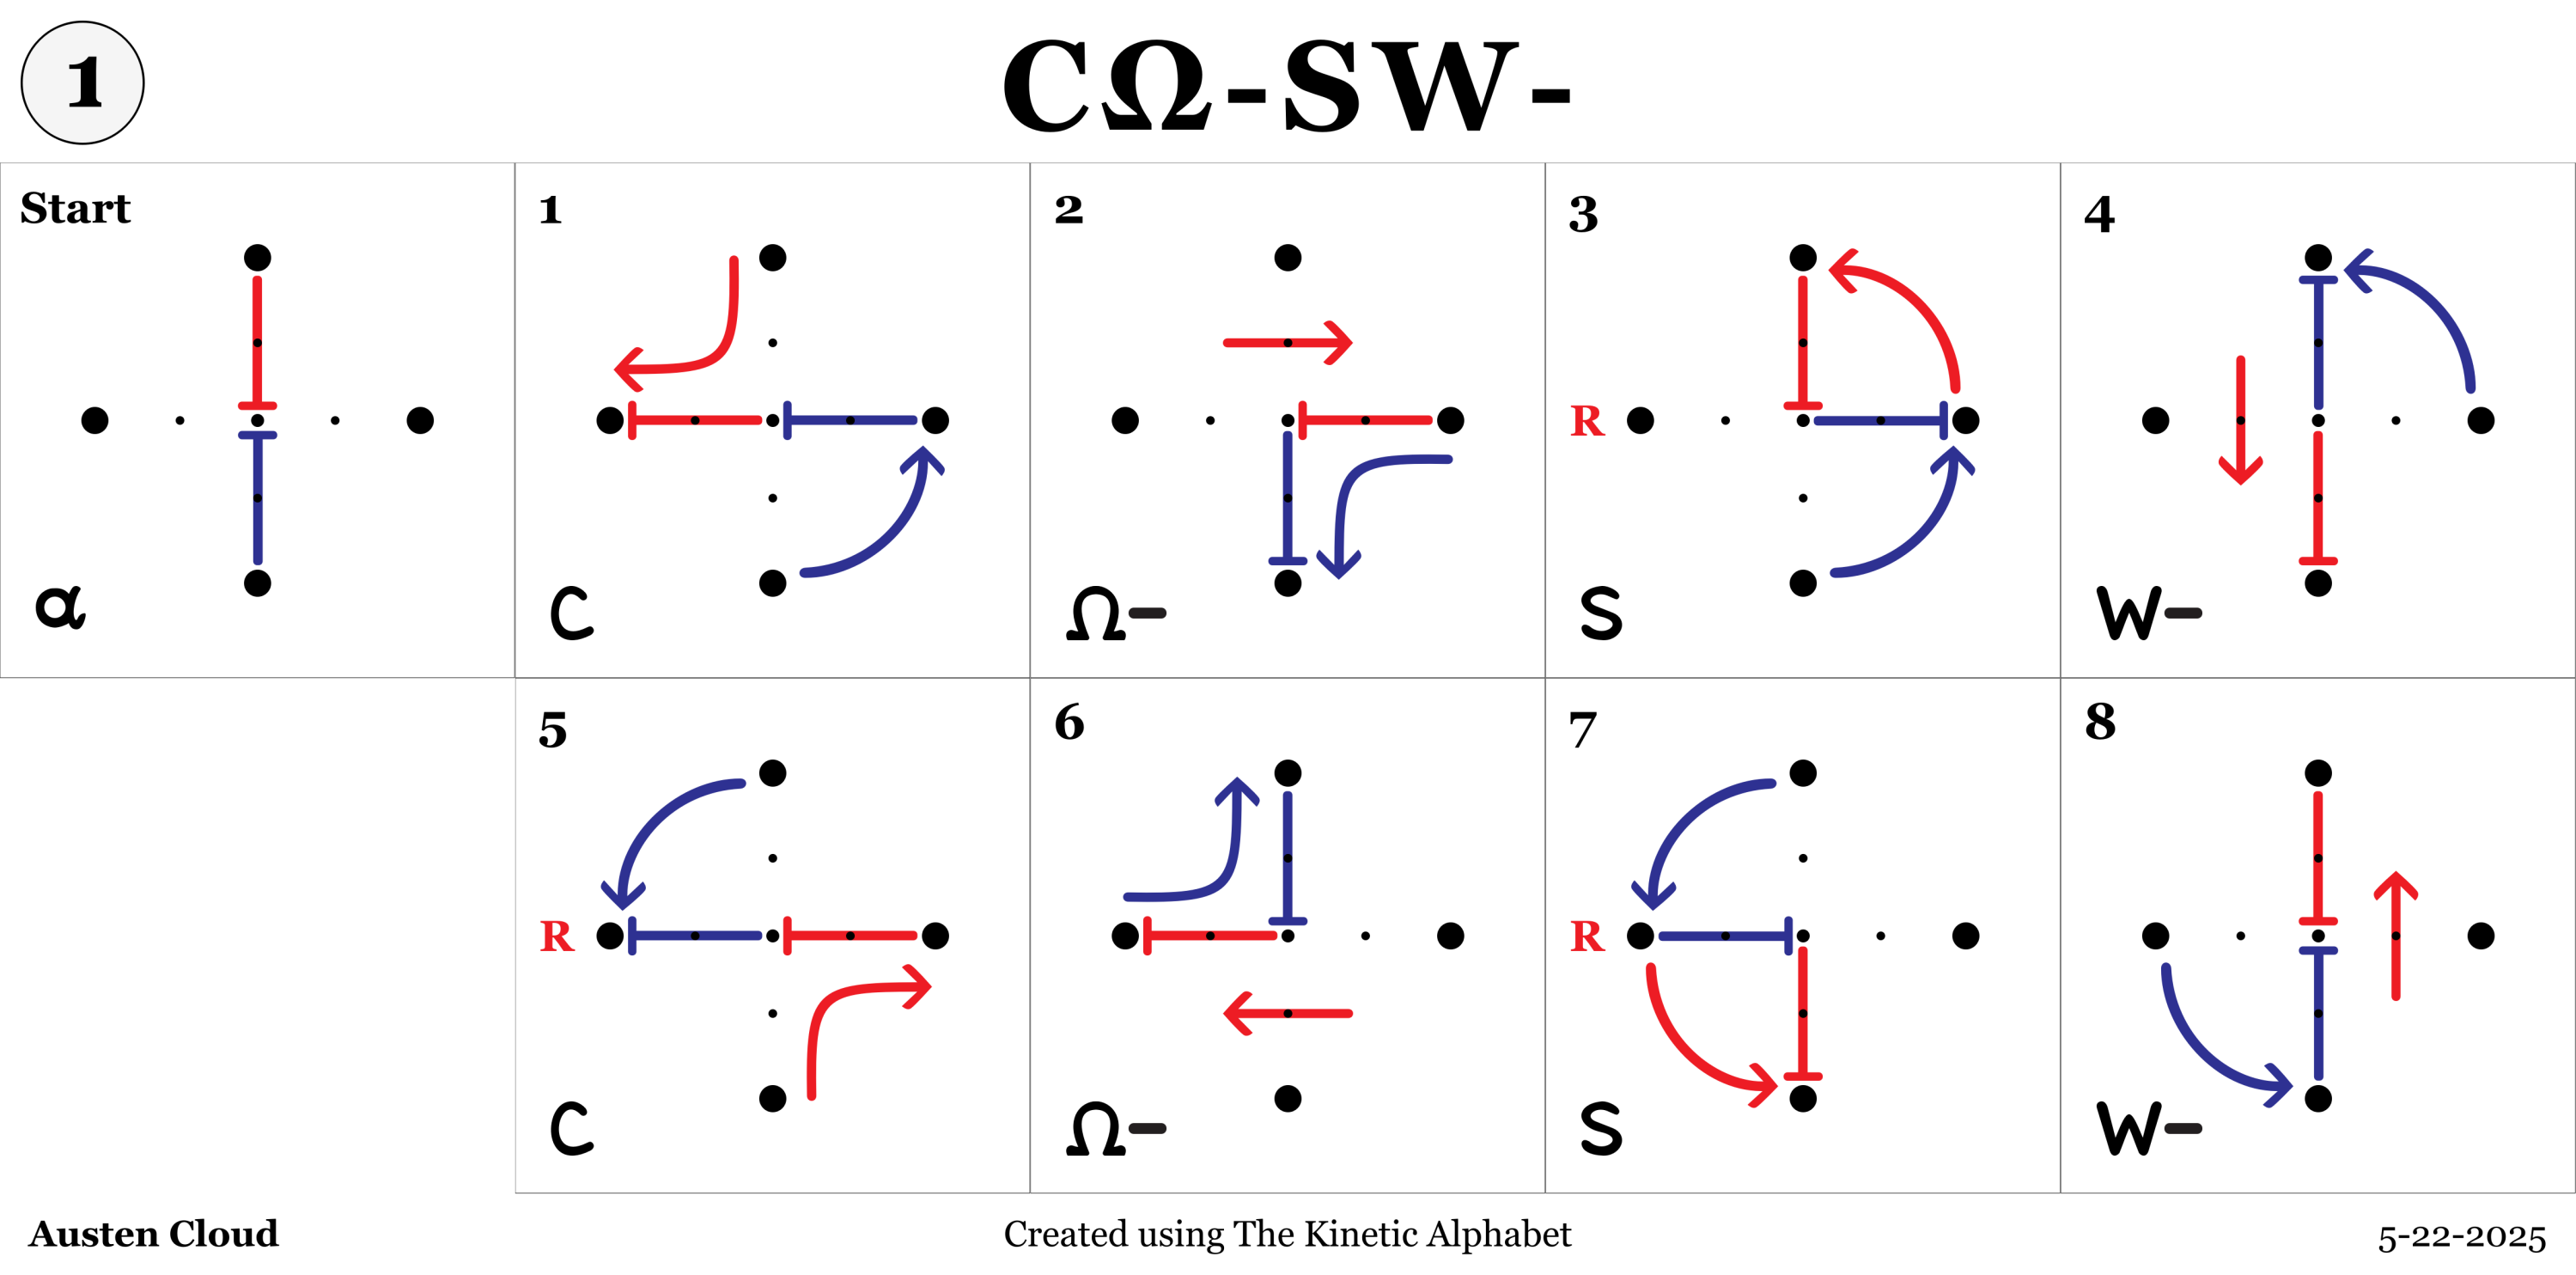 1
CΩ-SW-
Start
α
1
C
2
Ω-
3
R
S
4
W-
5
R
C
6
Ω-
7
R
S
8
W-
Austen Cloud
Created using The Kinetic Alphabet
5-22-2025